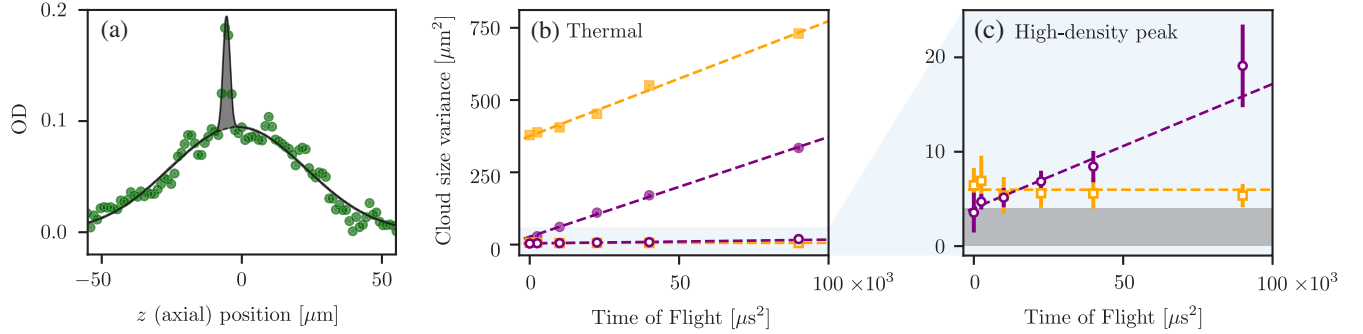 (a)
OD
0.2
0.1
0.0
−50
0
50
z (axial) position [μm]
(b) Thermal
Cloud size variance [μm²]
750
500
250
0
0
50
100 ×10³
Time of Flight [μs²]
(c) High-density peak
20
10
0
0
50
100 ×10³
Time of Flight [μs²]